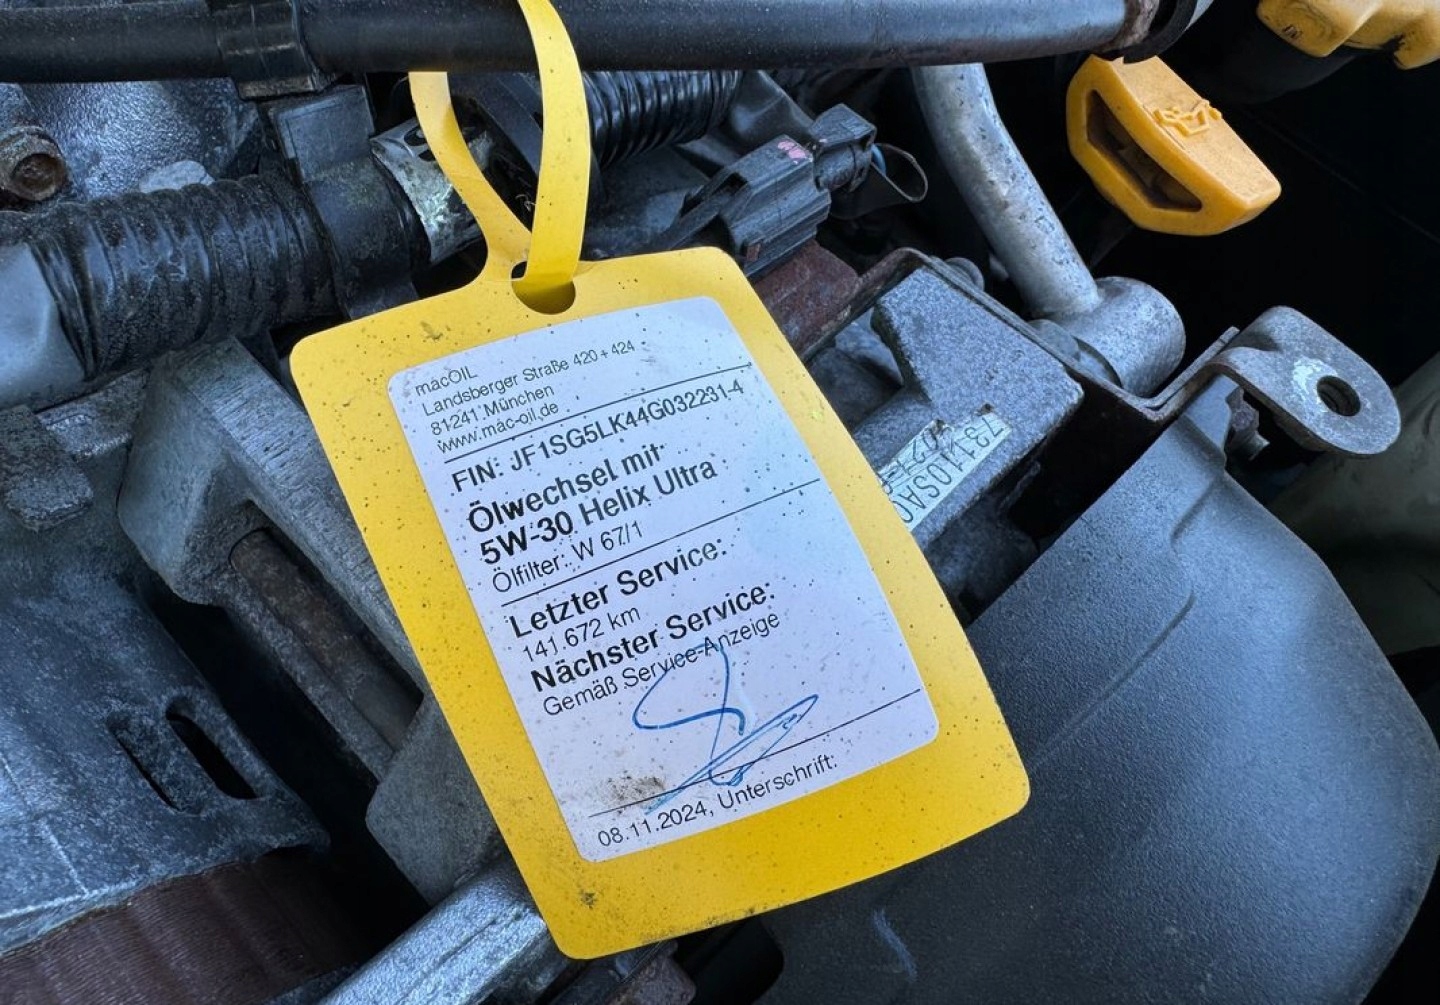 macOIL
Landsberger Straße 420 + 424
81241 München
www.mac-oil.de
FIN: JF1SG5LK44G032231-4
Ölwechsel mit
5W-30 Helix Ultra
Ölfilter: W 67/1
Letzter Service:
141.672 km
Nächster Service:
Gemäß Service-Anzeige
08.11.2024, Unterschrift:
73110SA0